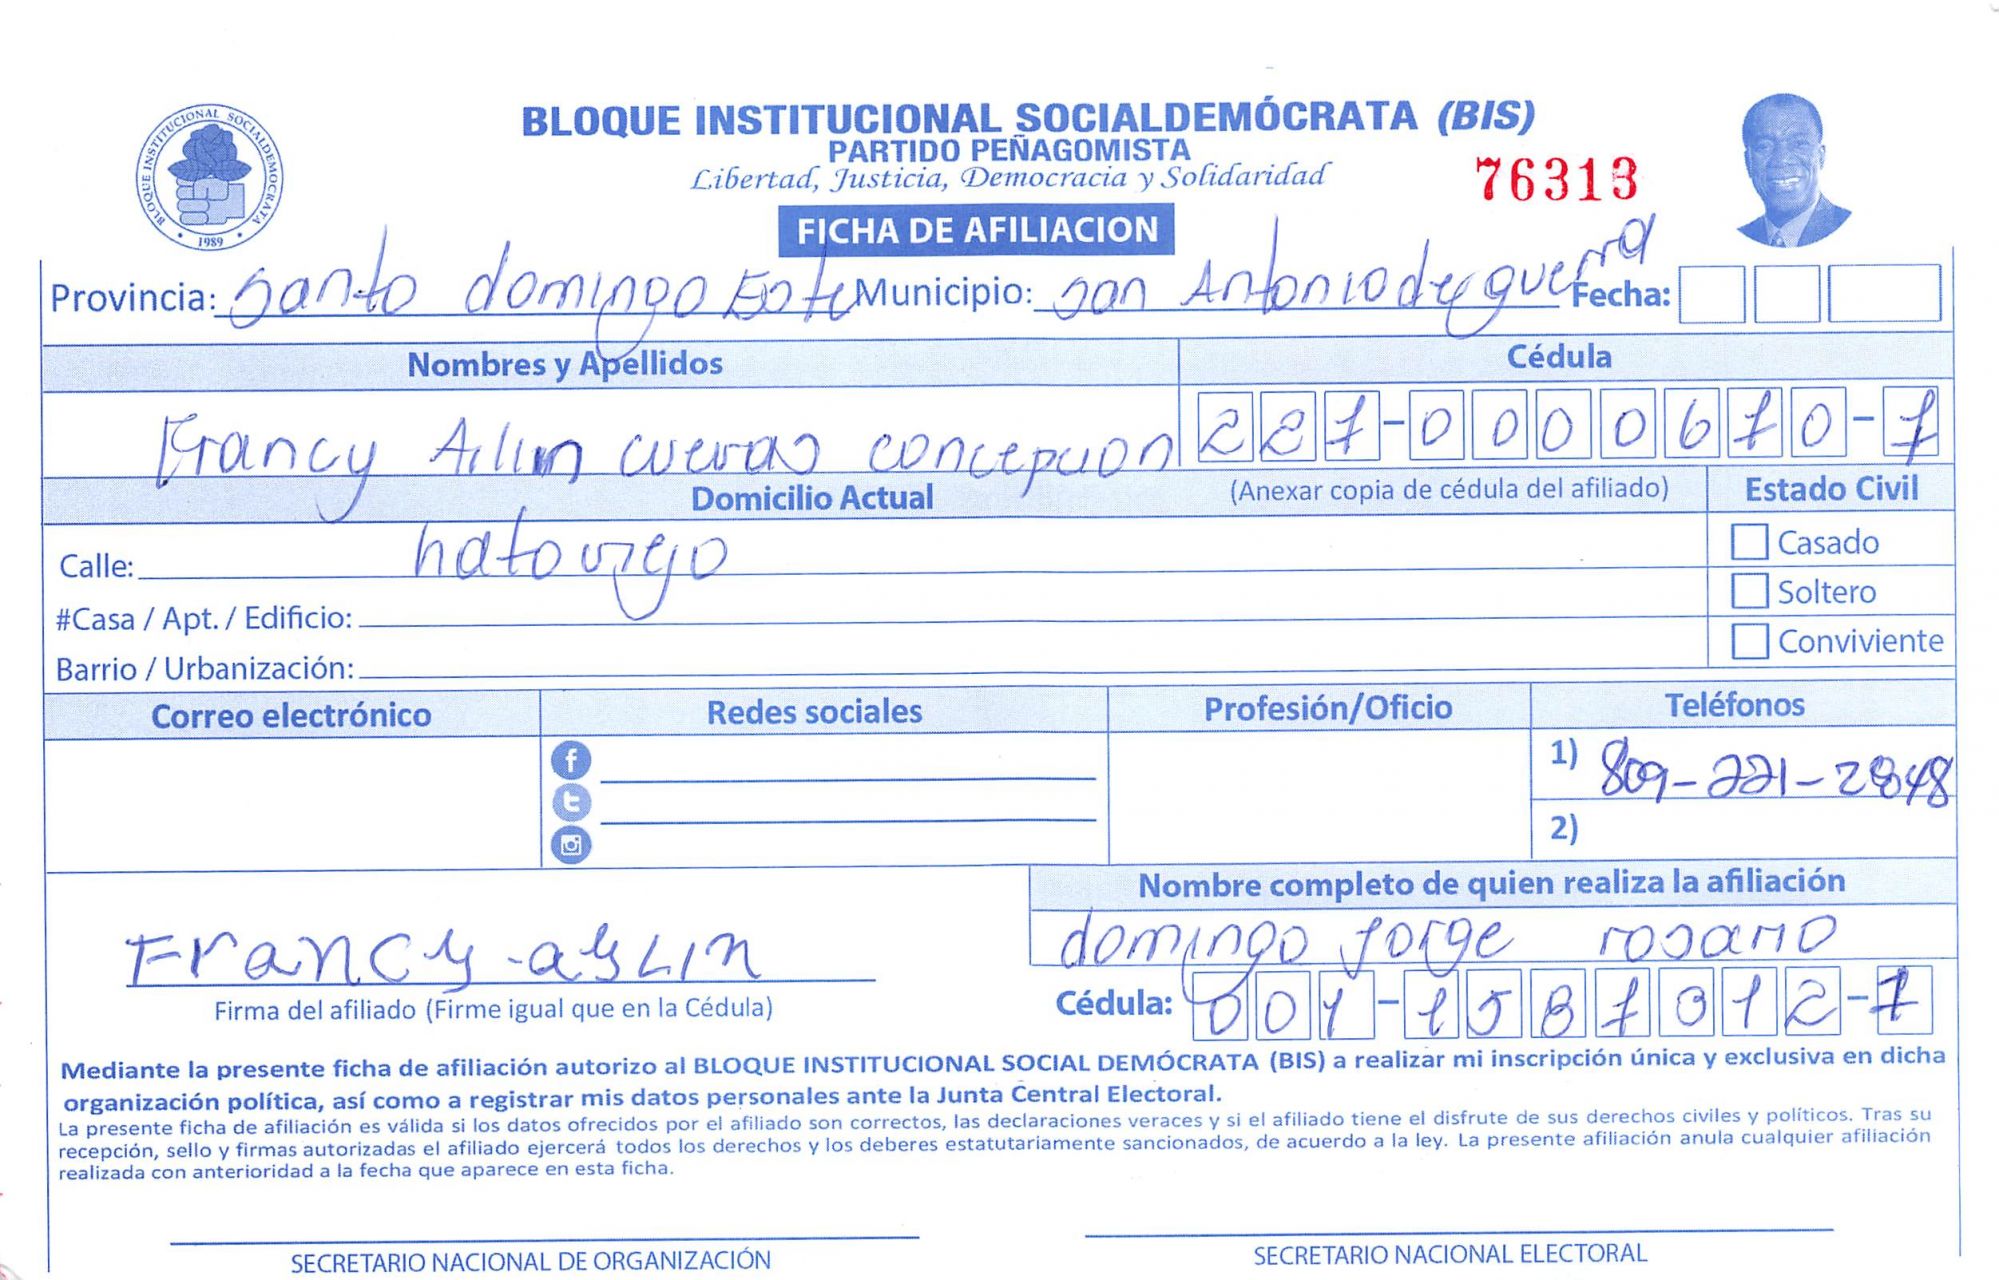 BLOQUE INSTITUCIONAL SOCIALDEMOCRATA
1989
BLOQUE INSTITUCIONAL SOCIALDEMÓCRATA (BIS)
PARTIDO PEÑAGOMISTA
Libertad, Justicia, Democracia y Solidaridad
76313
FICHA DE AFILIACION
Provincia: Santo domingo Este Municipio: san Antonio de guerra Fecha:
Nombres y Apellidos Cédula
Francy Ailin cuevas concepcion 227-0000610-1
Domicilio Actual (Anexar copia de cédula del afiliado) Estado Civil
Calle: hato viejo Casado
#Casa / Apt. / Edificio: Soltero
Barrio / Urbanización: Conviviente
Correo electrónico Redes sociales Profesión/Oficio Teléfonos
1) 809-221-2848
2)
Nombre completo de quien realiza la afiliación
domingo jorge rosario
Francy-aylin
Firma del afiliado (Firme igual que en la Cédula)
Cédula: 001-1581312-1
Mediante la presente ficha de afiliación autorizo al BLOQUE INSTITUCIONAL SOCIAL DEMÓCRATA (BIS) a realizar mi inscripción única y exclusiva en dicha
organización política, así como a registrar mis datos personales ante la Junta Central Electoral.
La presente ficha de afiliación es válida si los datos ofrecidos por el afiliado son correctos, las declaraciones veraces y si el afiliado tiene el disfrute de sus derechos civiles y políticos. Tras su
recepción, sello y firmas autorizadas el afiliado ejercerá todos los derechos y los deberes estatutariamente sancionados, de acuerdo a la ley. La presente afiliación anula cualquier afiliación
realizada con anterioridad a la fecha que aparece en esta ficha.
SECRETARIO NACIONAL DE ORGANIZACIÓN SECRETARIO NACIONAL ELECTORAL